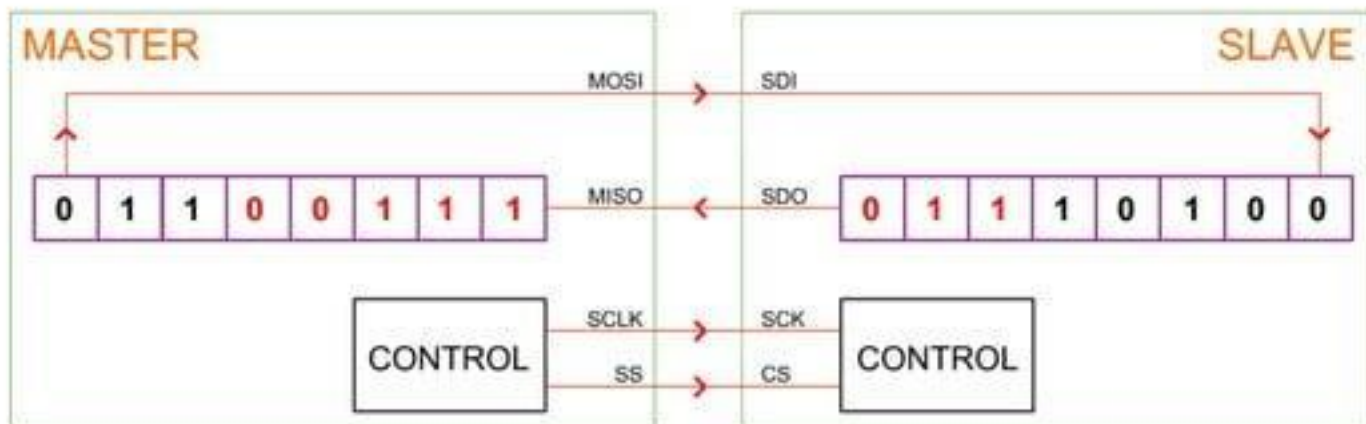 MASTER SLAVE
MOSI SDI
0 1 1 0 0 1 1 1 MISO SDO 0 1 1 1 0 1 0 0
SCLK SCK
CONTROL CONTROL
SS CS